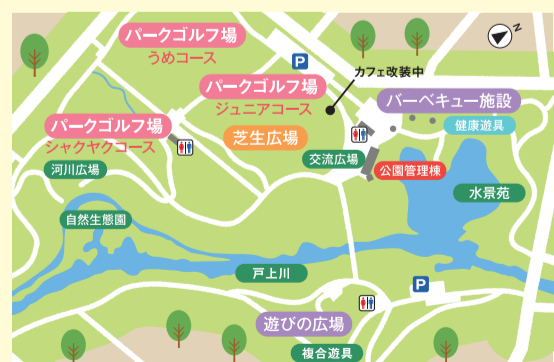 パークゴルフ場
うめコース
N
P
カフェ改装中
パークゴルフ場
ジュニアコース
バーベキュー施設
パークゴルフ場
シャクヤクコース
芝生広場
健康遊具
交流広場
公園管理棟
河川広場
水景苑
自然生態園
戸上川
P
遊びの広場
複合遊具